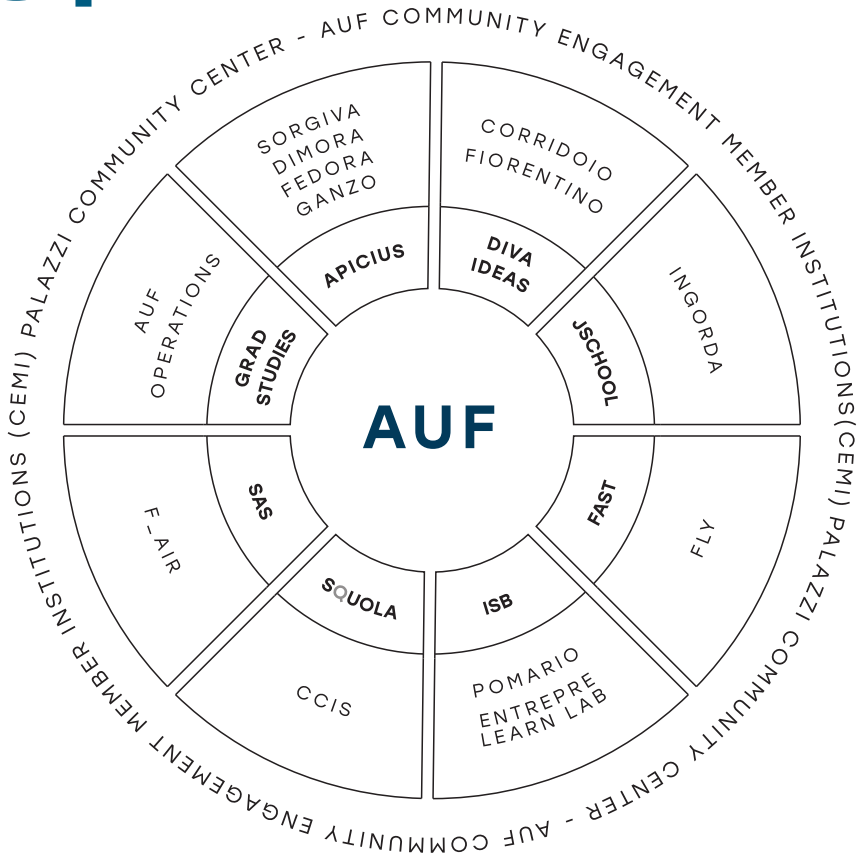 PALAZZI COMMUNITY CENTER - AUF COMMUNITY ENGAGEMENT MEMBER INSTITUTIONS(CEMI)
PALAZZI COMMUNITY CENTER - AUF COMMUNITY ENGAGEMENT MEMBER INSTITUTIONS (CEMI)
SORGIVA
DIMORA
FEDORA
GANZO
APICIUS
CORRIDOIO
FIORENTINO
DIVA
IDEAS
INGORDA
JSCHOOL
FLY
FAST
POMARIO
ENTREPRE
LEARN LAB
ISB
CCIS
SQUOLA
F_AIR
SAS
AUF
OPERATIONS
GRAD
STUDIES
AUF